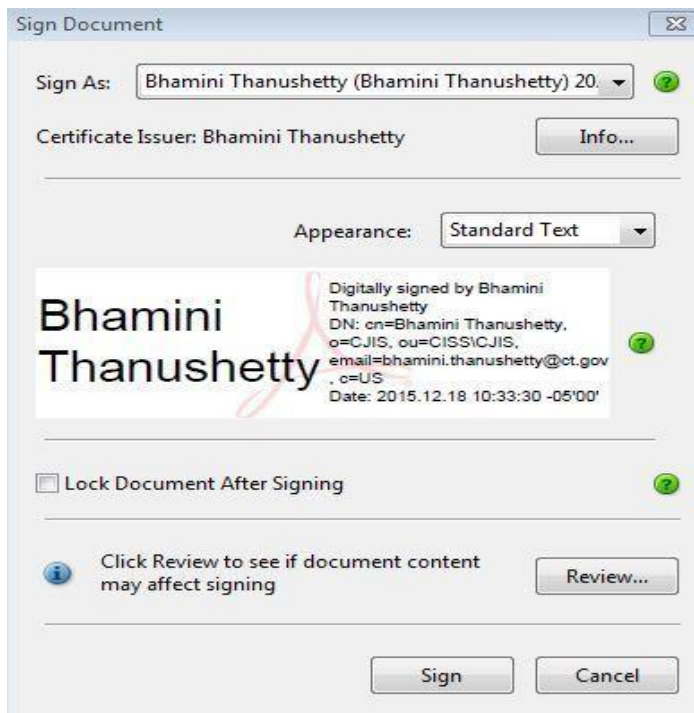 Sign Document
Sign As: Bhamini Thanushetty (Bhamini Thanushetty) 20.
Certificate Issuer: Bhamini Thanushetty Info...
Appearance: Standard Text
Bhamini
Thanushetty
Digitally signed by Bhamini
Thanushetty
DN: cn=Bhamini Thanushetty,
o=CJIS, ou=CISS\CJIS,
email=bhamini.thanushetty@ct.gov
, c=US
Date: 2015.12.18 10:33:30 -05'00'
Lock Document After Signing
Click Review to see if document content
may affect signing
Review...
Sign Cancel